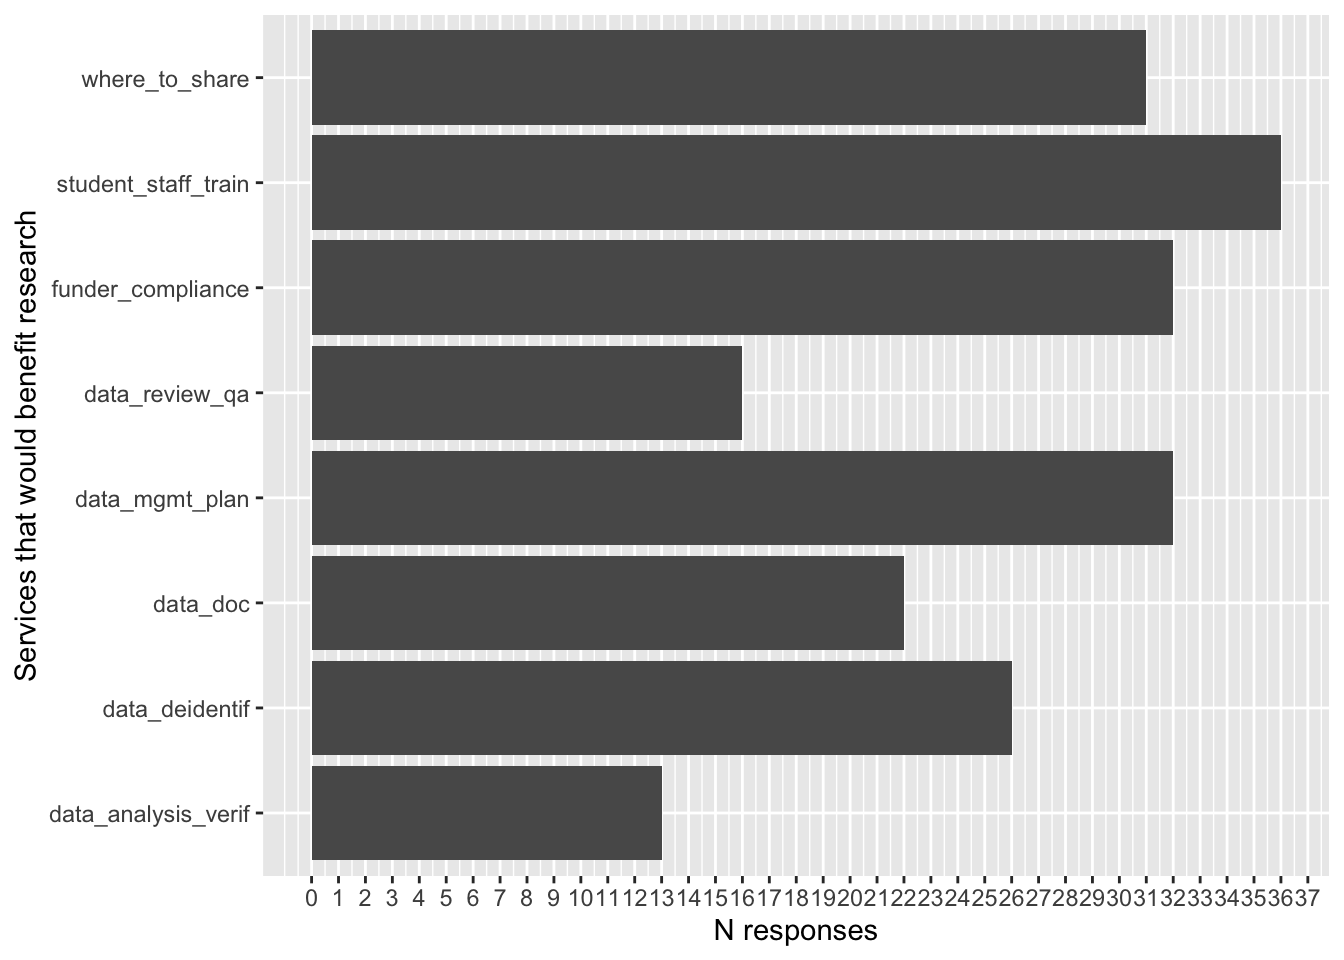 Services that would benefit research
where_to_share
student_staff_train
funder_compliance
data_review_qa
data_mgmt_plan
data_doc
data_deidentif
data_analysis_verif
0 1 2 3 4 5 6 7 8 9 10 11 12 13 14 15 16 17 18 19 20 21 22 23 24 25 26 27 28 29 30 31 32 33 34 35 36 37
N responses